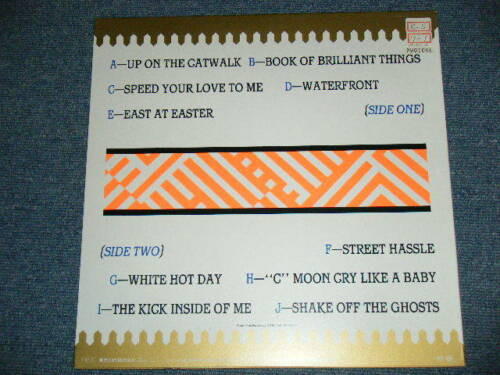 A—UP ON THE CATWALK B—BOOK OF BRILLIANT THINGS
C—SPEED YOUR LOVE TO ME D—WATERFRONT
E—EAST AT EASTER (SIDE ONE)
(SIDE TWO) F—STREET HASSLE
G—WHITE HOT DAY H—"C" MOON CRY LIKE A BABY
I—THE KICK INSIDE OF ME J—SHAKE OFF THE GHOSTS